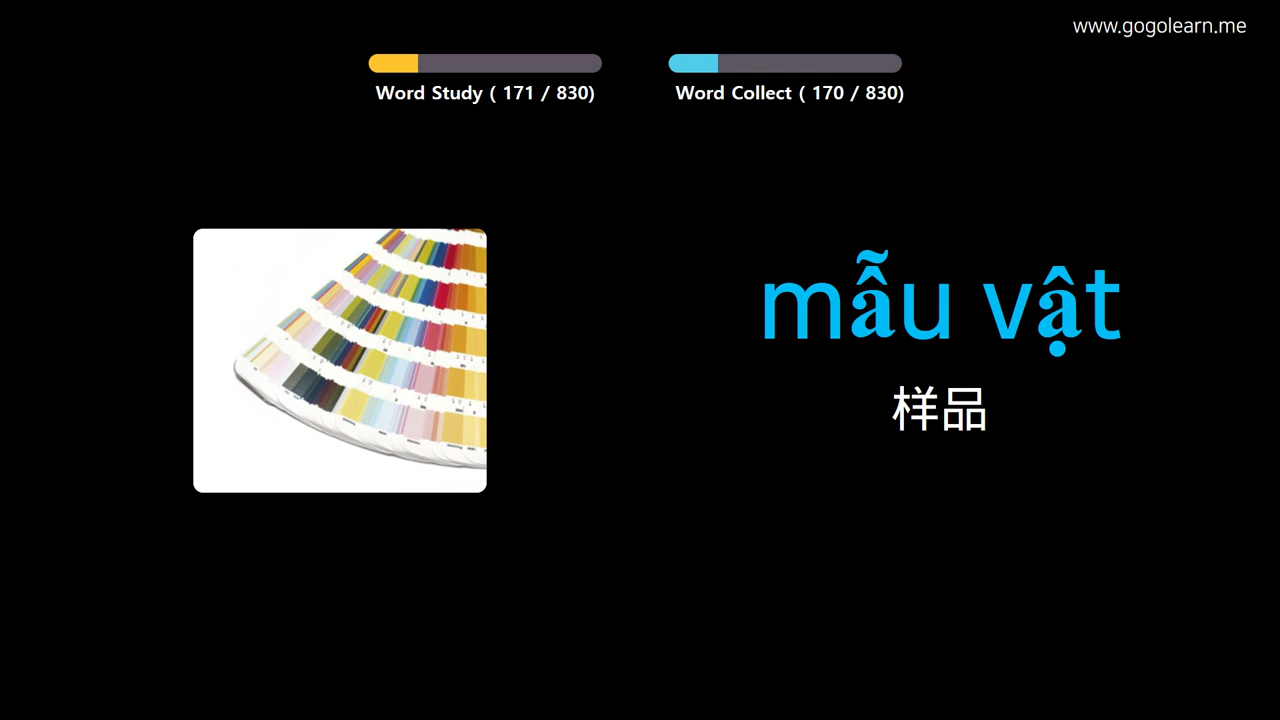 www.gogolearn.me
Word Study ( 171 / 830)
Word Collect ( 170 / 830)
mẫu vật
样品